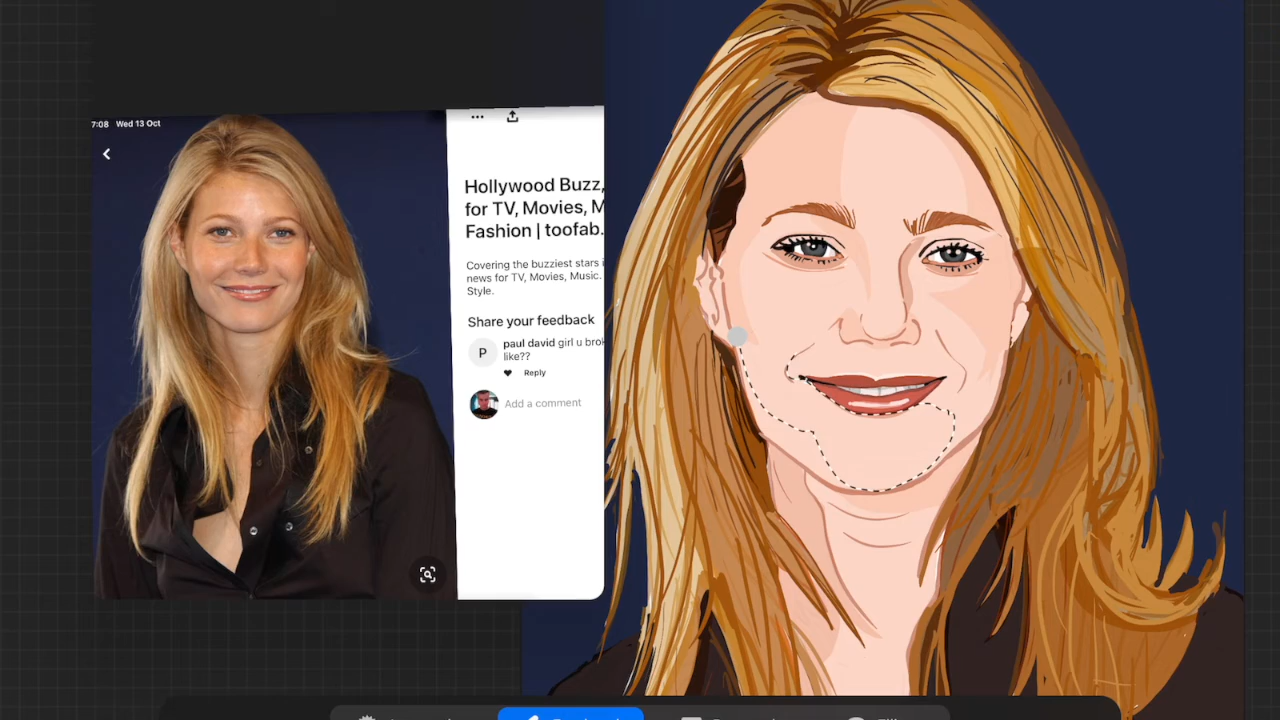 7:08 Wed 13 Oct
Hollywood Buzz,
for TV, Movies, M
Fashion | toofab.
Covering the buzziest stars i
news for TV, Movies, Music.
Style.
Share your feedback
P
paul david girl u brok
like??
Reply
Add a comment